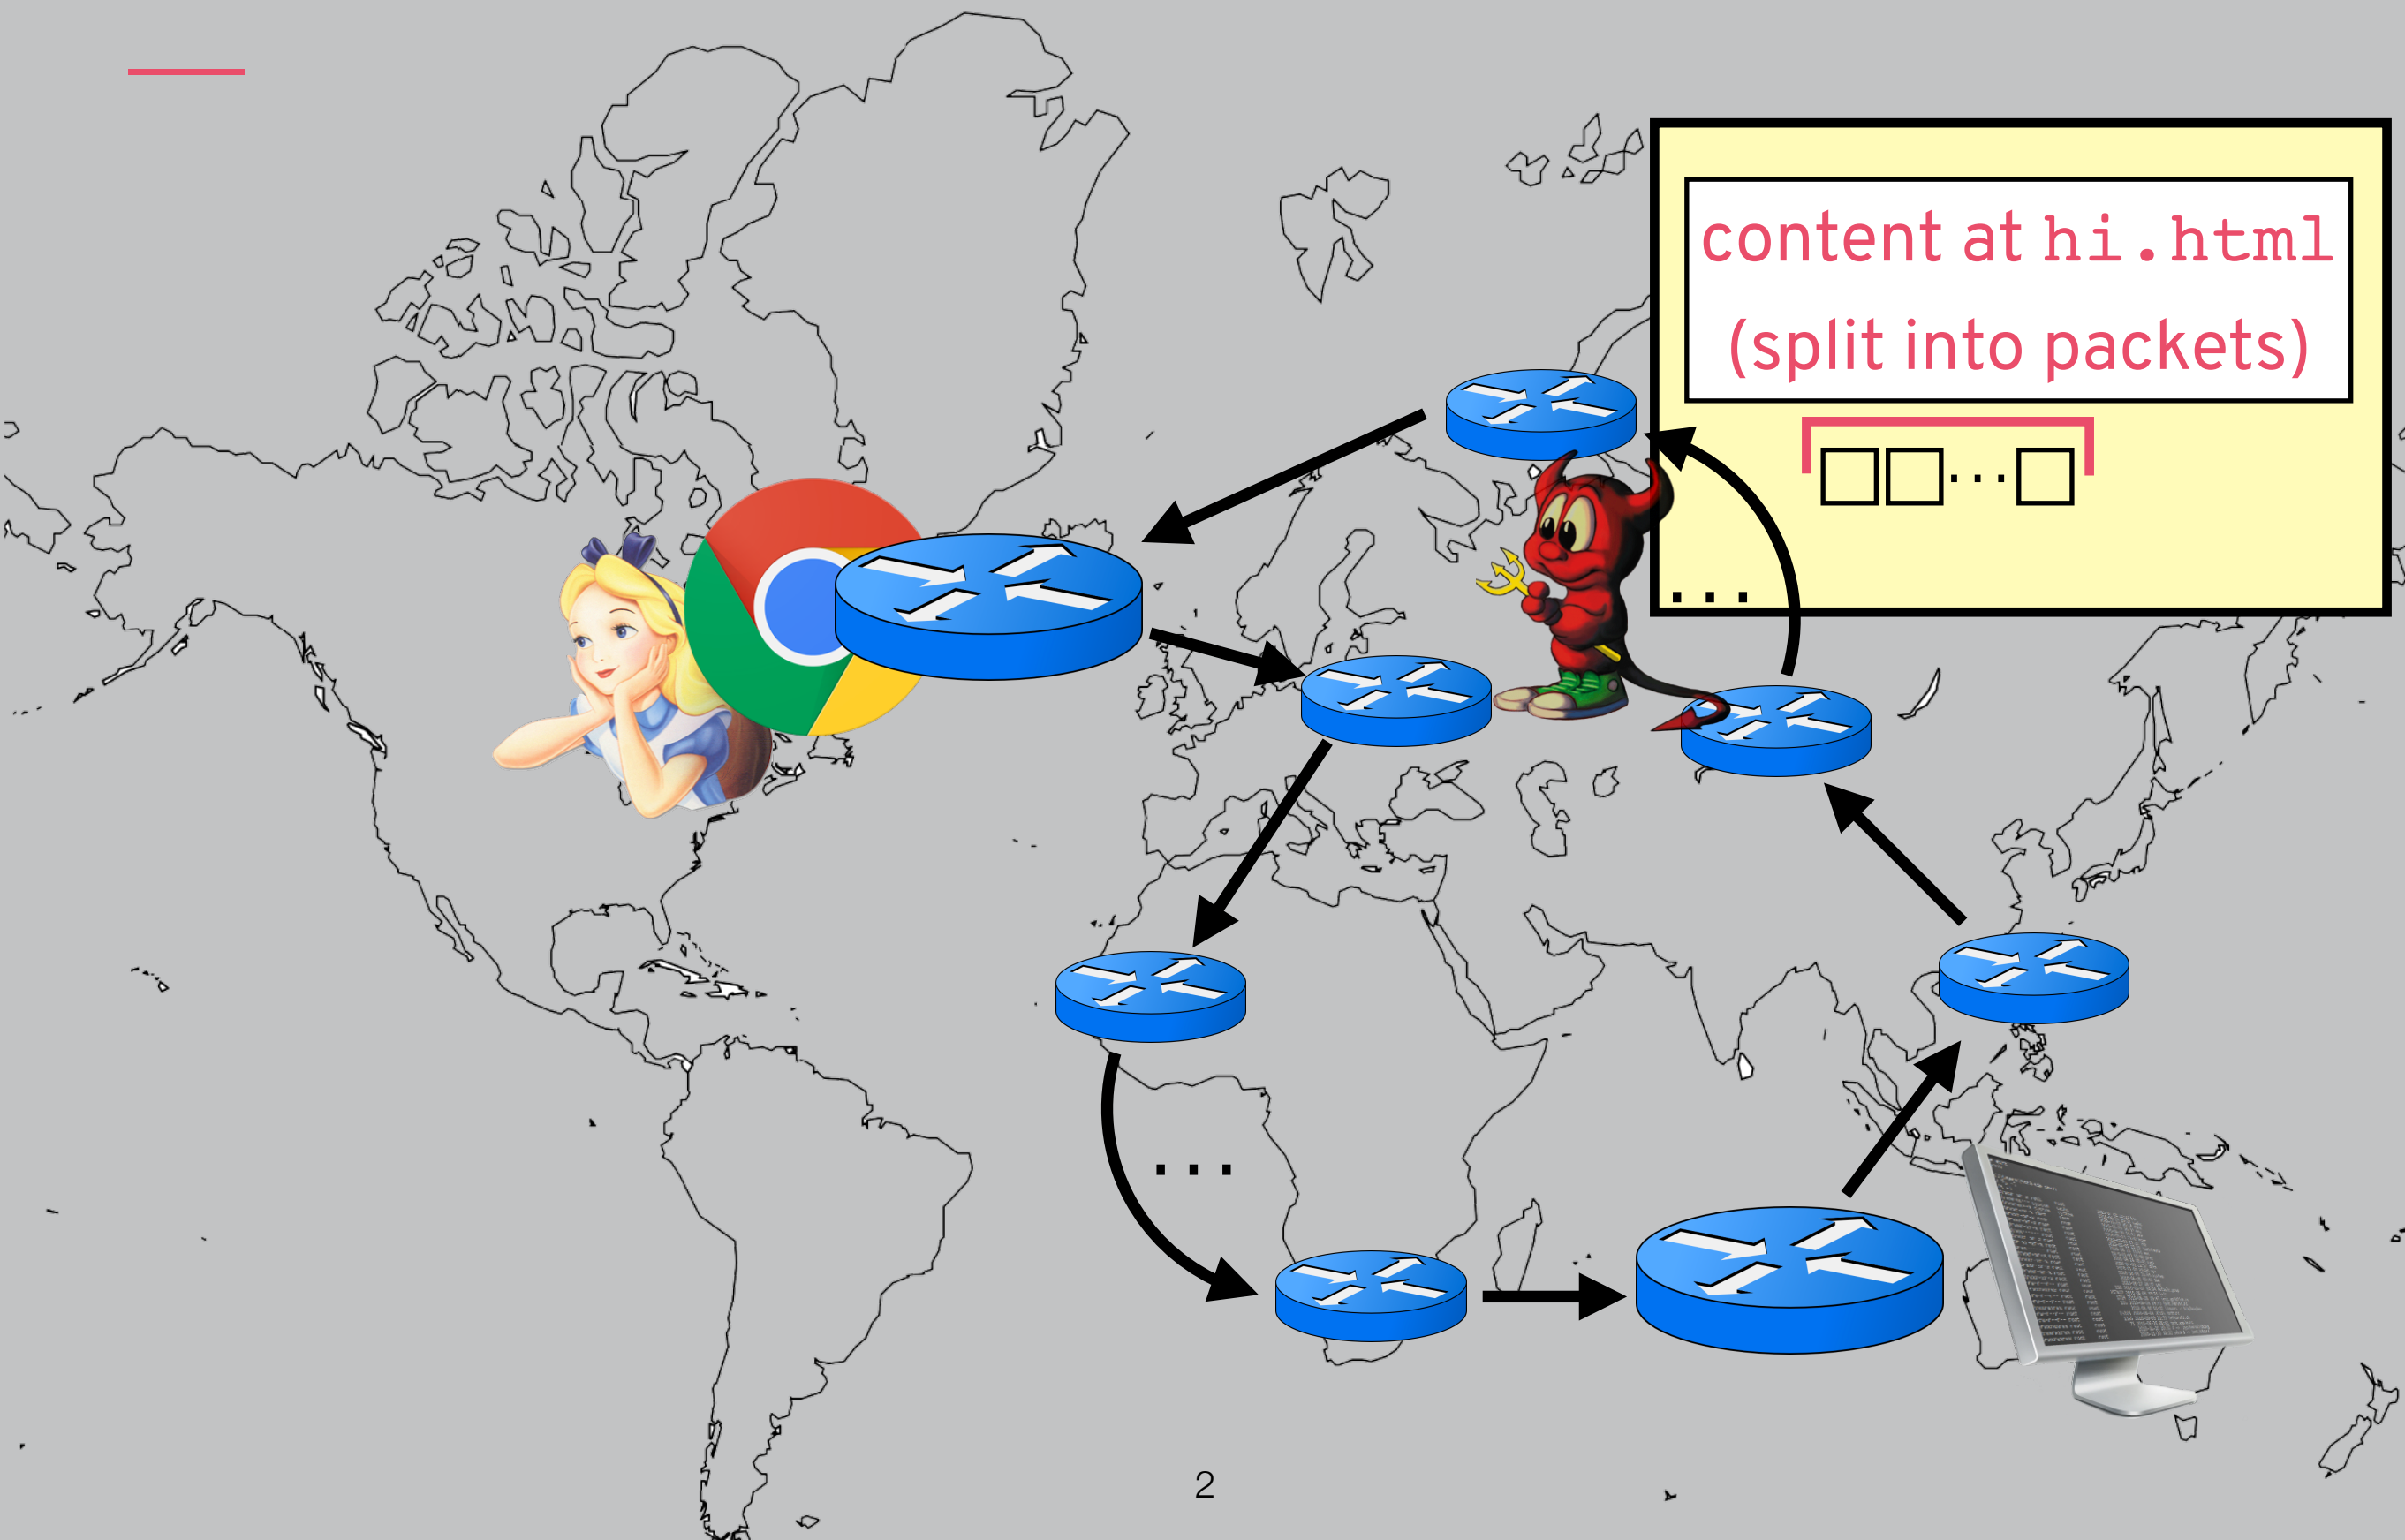 content at hi.html
(split into packets)
...
...
...
2